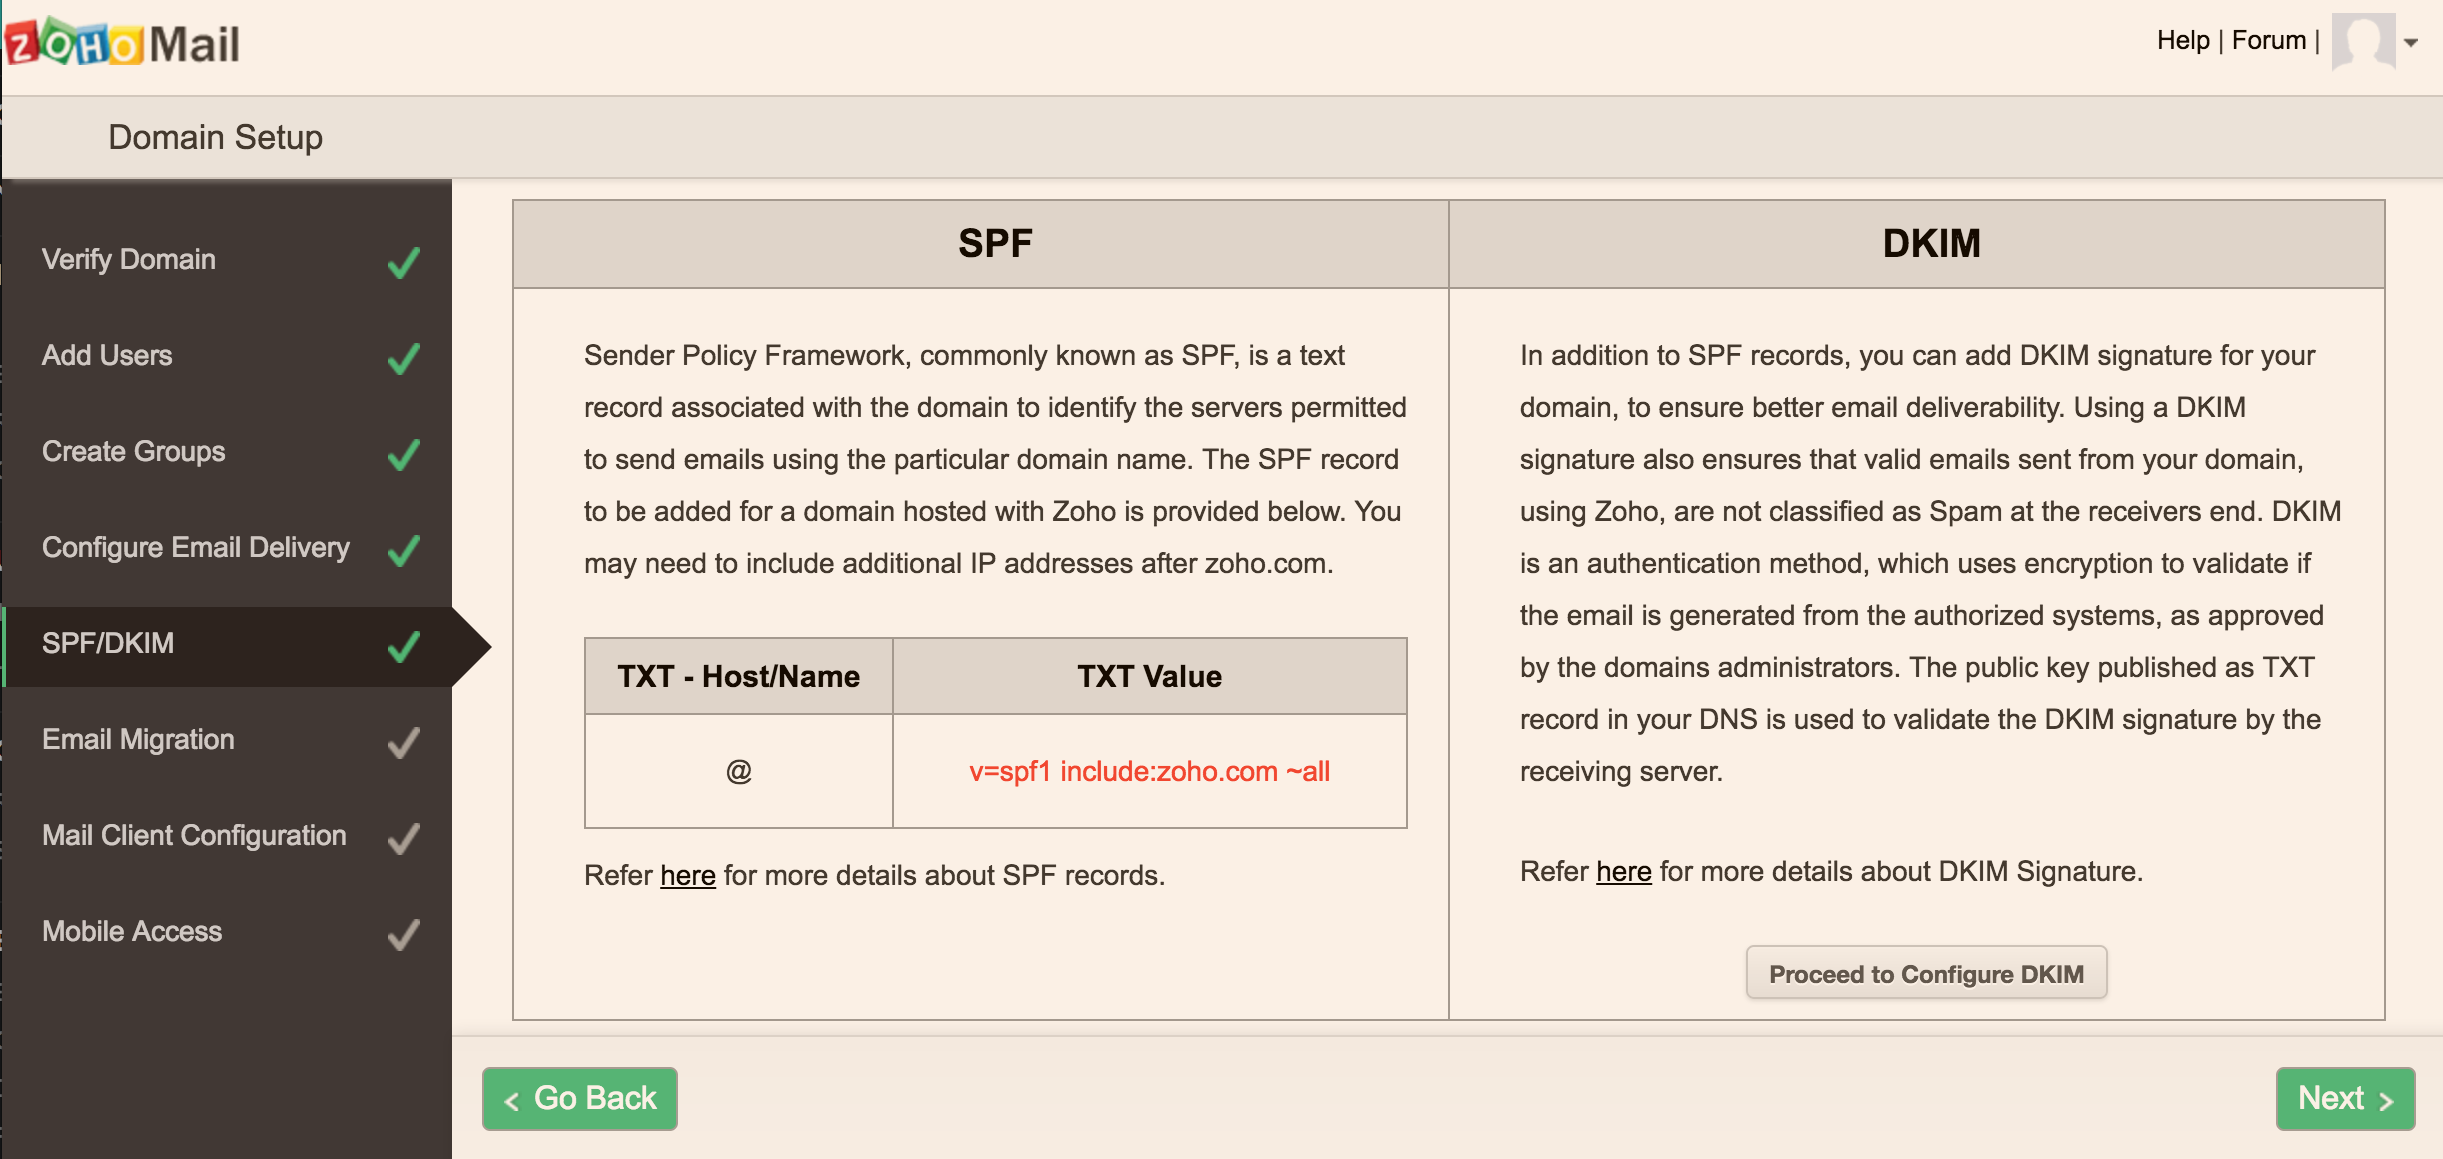 ZOHO Mail
Help | Forum |
Domain Setup
Verify Domain
Add Users
Create Groups
Configure Email Delivery
SPF/DKIM
Email Migration
Mail Client Configuration
Mobile Access
SPF
Sender Policy Framework, commonly known as SPF, is a text
record associated with the domain to identify the servers permitted
to send emails using the particular domain name. The SPF record
to be added for a domain hosted with Zoho is provided below. You
may need to include additional IP addresses after zoho.com.
TXT - Host/Name
TXT Value
@
v=spf1 include:zoho.com ~all
Refer here for more details about SPF records.
DKIM
In addition to SPF records, you can add DKIM signature for your
domain, to ensure better email deliverability. Using a DKIM
signature also ensures that valid emails sent from your domain,
using Zoho, are not classified as Spam at the receivers end. DKIM
is an authentication method, which uses encryption to validate if
the email is generated from the authorized systems, as approved
by the domains administrators. The public key published as TXT
record in your DNS is used to validate the DKIM signature by the
receiving server.
Refer here for more details about DKIM Signature.
Proceed to Configure DKIM
< Go Back
Next >